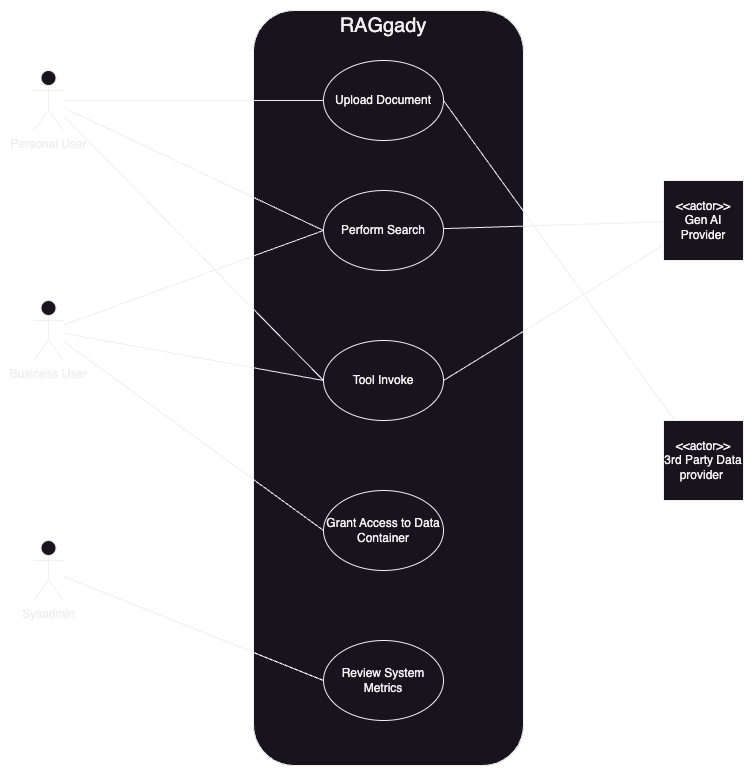 RAGgady
Upload Document
Personal User
Perform Search
<<actor>>
Gen AI
Provider
Business User
Tool Invoke
<<actor>>
3rd Party Data
provider
Grant Access to Data
Container
Sysadmin
Review System
Metrics